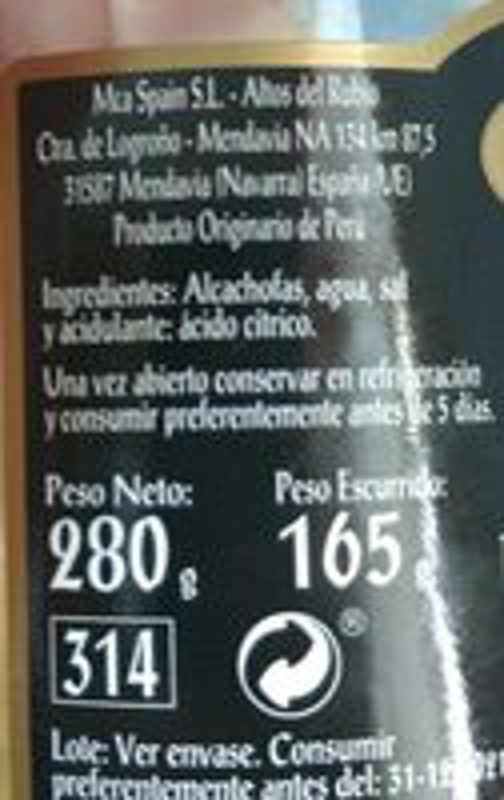 Mca Spain S.L. - Altos del Rubio
Ctra. de Logroño - Mendavia NA 134 km 87,5
31587 Mendavia (Navarra) España (UE)
Producto Originario de Perú
Ingredientes: Alcachofas, agua, sal
y acidulante: ácido cítrico.
Una vez abierto conservar en refrigeración
y consumir preferentemente antes de 5 días.
Peso Neto: Peso Escurrido:
280 g 165 g
314
®
Lote: Ver envase. Consumir
preferentemente antes del: